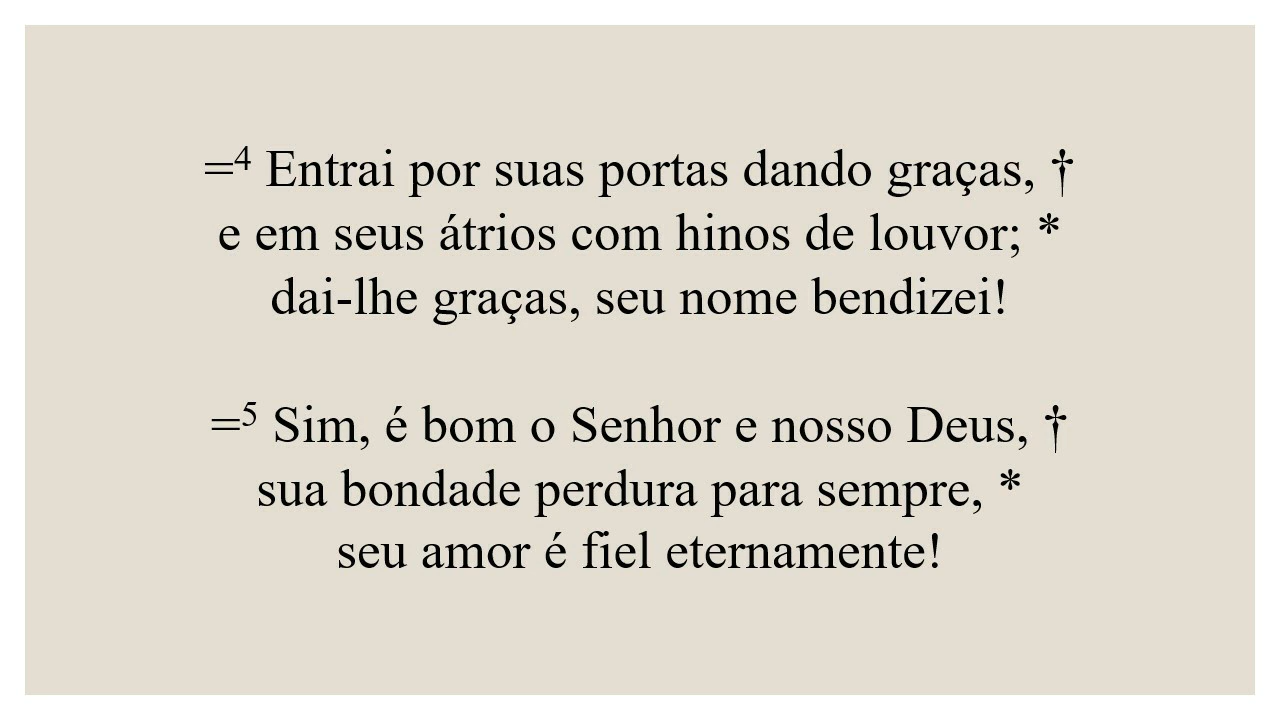 =⁴ Entrai por suas portas dando graças, †
e em seus átrios com hinos de louvor; *
dai-lhe graças, seu nome bendizei!
=⁵ Sim, é bom o Senhor e nosso Deus, †
sua bondade perdura para sempre, *
seu amor é fiel eternamente!